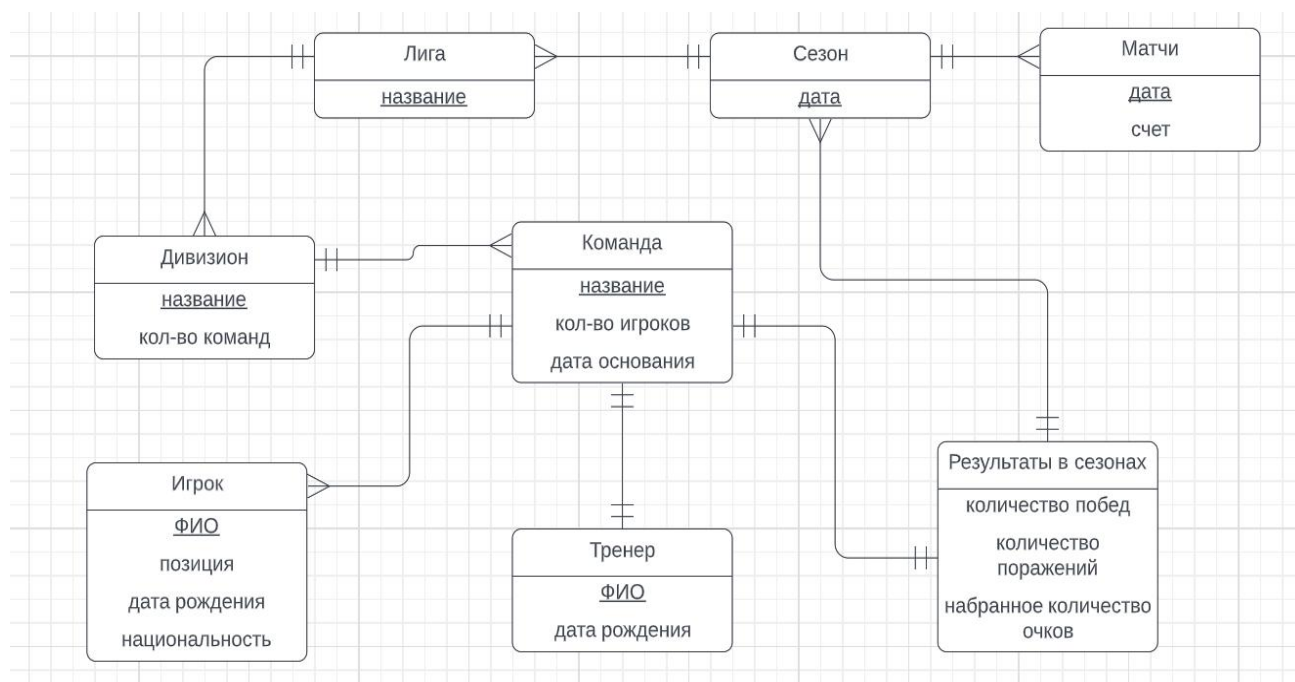 Лига
название
Сезон
дата
Матчи
дата
счет
Дивизион
название
кол-во команд
Команда
название
кол-во игроков
дата основания
Игрок
ФИО
позиция
дата рождения
национальность
Тренер
ФИО
дата рождения
Результаты в сезонах
количество побед
количество
поражений
набранное количество
очков